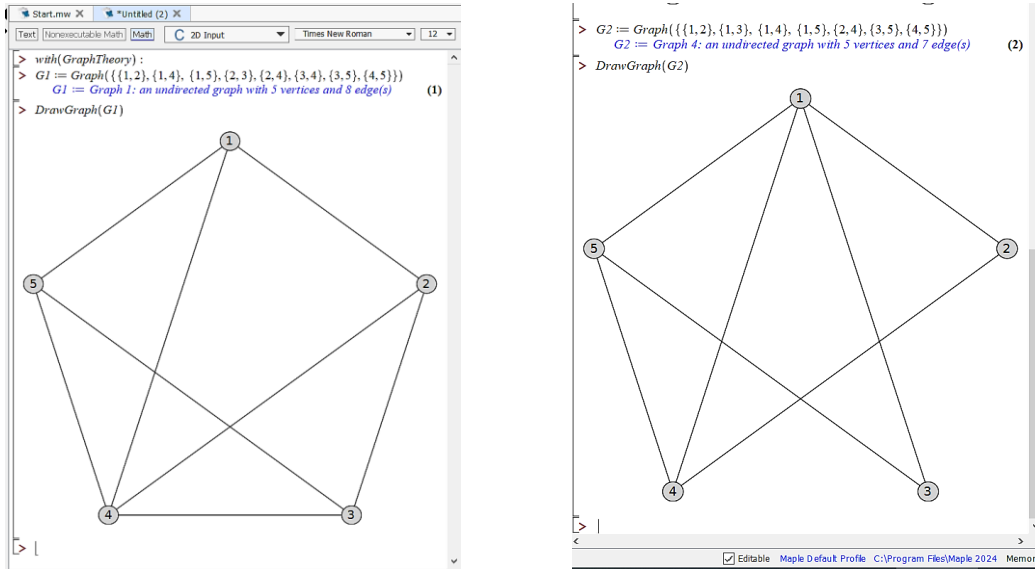 Start.mw *Untitled (2)
Text Nonexecutable Math Math C 2D Input Times New Roman 12
> with(GraphTheory) :
> G1 := Graph({{1,2}, {1,4}, {1,5}, {2,3}, {2,4}, {3,4}, {3,5}, {4,5}})
G1 := Graph 1: an undirected graph with 5 vertices and 8 edge(s) (1)
> DrawGraph(G1)
1
5
2
4
3
>
> G2 := Graph({{1,2}, {1,3}, {1,4}, {1,5}, {2,4}, {3,5}, {4,5}})
G2 := Graph 4: an undirected graph with 5 vertices and 7 edge(s) (2)
> DrawGraph(G2)
1
5
2
4
3
>
Editable Maple Default Profile C:\Program Files\Maple 2024 Memor